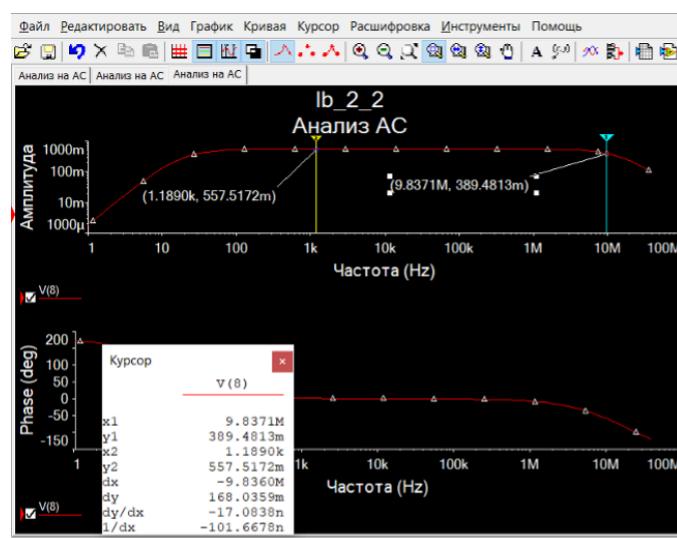 Файл Редактировать Вид График Кривая Курсор Расшифровка Инструменты Помощь
A
Анализ на AC Анализ на AC Анализ на AC
lb_2_2
Анализ AC
Амплитуда
1000m
100m
10m
1000µ
(1.1890k, 557.5172m)
(9.8371M, 389.4813m)
1 10 100 1k 10k 100k 1M 10M 100M
Частота (Hz)
V(8)
Phase (deg)
200
100
50
0
-50
-150
1 1k 10k 100k 1M 10M 100M
Частота (Hz)
V(8)
Курсор ×
V(8)
x1 9.8371M
y1 389.4813m
x2 1.1890k
y2 557.5172m
dx -9.8360M
dy 168.0359m
dy/dx -17.0838n
1/dx -101.6678n